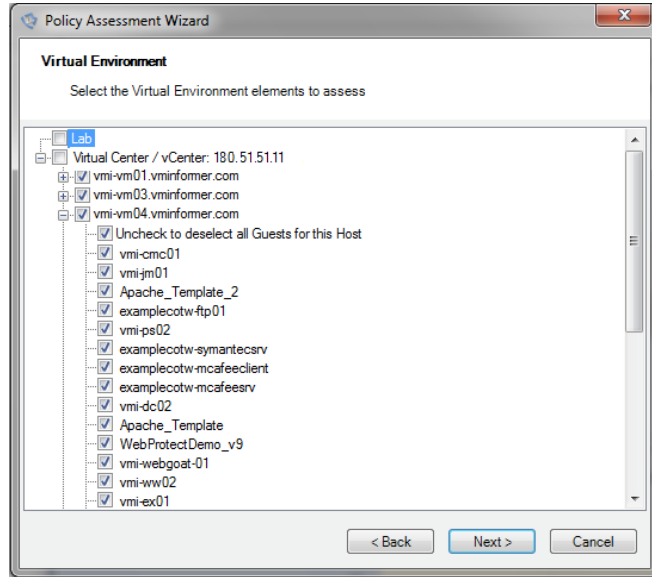 Policy Assessment Wizard
Virtual Environment
Select the Virtual Environment elements to assess
Lab
Virtual Center / vCenter: 180.51.51.11
vmi-vm01.vminformer.com
vmi-vm03.vminformer.com
vmi-vm04.vminformer.com
Uncheck to deselect all Guests for this Host
vmi-cmc01
vmi-jm01
Apache_Template_2
examplecotw-ftp01
vmi-ps02
examplecotw-symantecsrv
examplecotw-mcafeeclient
examplecotw-mcafeesrv
vmi-dc02
Apache_Template
WebProtectDemo_v9
vmi-webgoat-01
vmi-ww02
vmi-ex01
< Back Next > Cancel